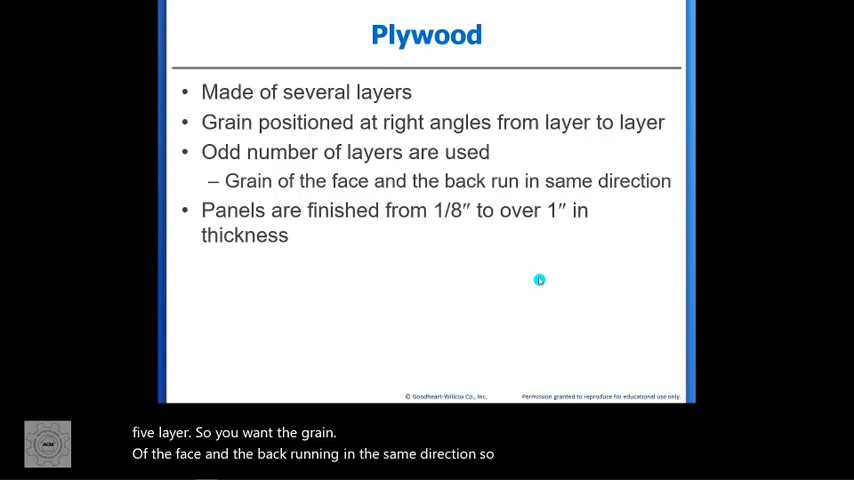 Plywood
• Made of several layers
• Grain positioned at right angles from layer to layer
• Odd number of layers are used
– Grain of the face and the back run in same direction
• Panels are finished from 1/8″ to over 1″ in
thickness
© Goodheart-Willcox Co., Inc. Permission granted to reproduce for educational use only.
five layer. So you want the grain.
ACM
Of the face and the back running in the same direction so